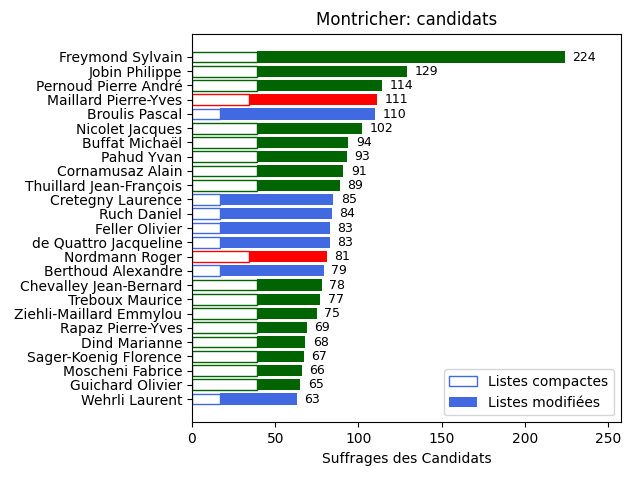 Montricher: candidats
Freymond Sylvain 224
Jobin Philippe 129
Pernoud Pierre André 114
Maillard Pierre-Yves 111
Broulis Pascal 110
Nicolet Jacques 102
Buffat Michaël 94
Pahud Yvan 93
Cornamusaz Alain 91
Thuillard Jean-François 89
Cretegny Laurence 85
Ruch Daniel 84
Feller Olivier 83
de Quattro Jacqueline 83
Nordmann Roger 81
Berthoud Alexandre 79
Chevalley Jean-Bernard 78
Treboux Maurice 77
Ziehli-Maillard Emmylou 75
Rapaz Pierre-Yves 69
Dind Marianne 68
Sager-Koenig Florence 67
Moscheni Fabrice 66
Guichard Olivier 65
Wehrli Laurent 63
Listes compactes
Listes modifiées
0 50 100 150 200 250
Suffrages des Candidats